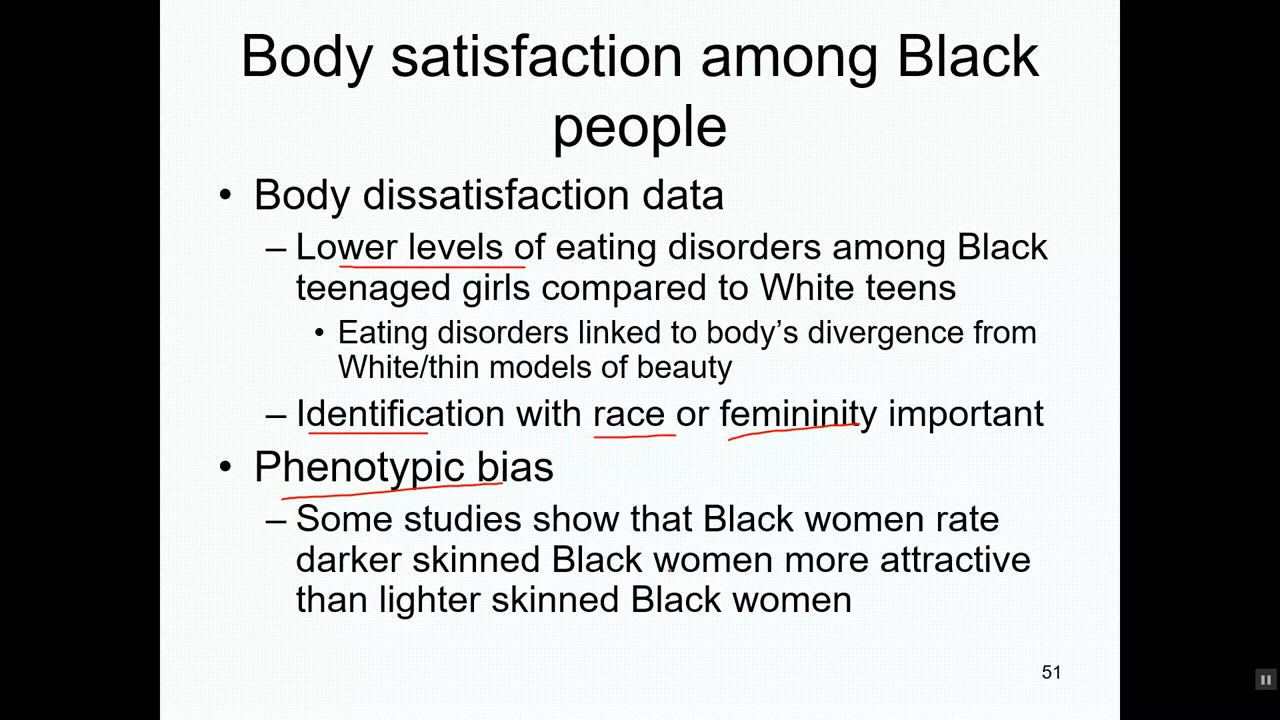 Body satisfaction among Black
people
• Body dissatisfaction data
– Lower levels of eating disorders among Black
teenaged girls compared to White teens
• Eating disorders linked to body’s divergence from
White/thin models of beauty
– Identification with race or femininity important
• Phenotypic bias
– Some studies show that Black women rate
darker skinned Black women more attractive
than lighter skinned Black women
51